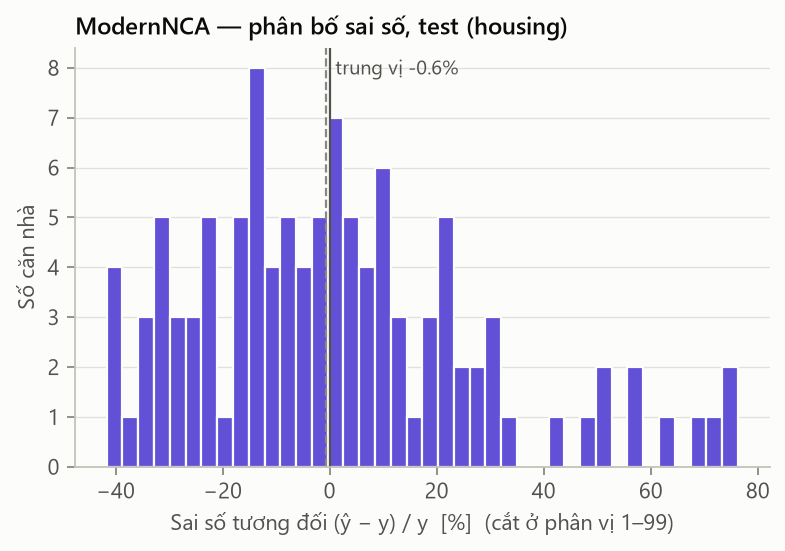 ModernNCA — phân bố sai số, test (housing)
trung vị -0.6%
Số căn nhà
8
7
6
5
4
3
2
1
0
−40 −20 0 20 40 60 80
Sai số tương đối (ŷ − y) / y [%] (cắt ở phân vị 1–99)